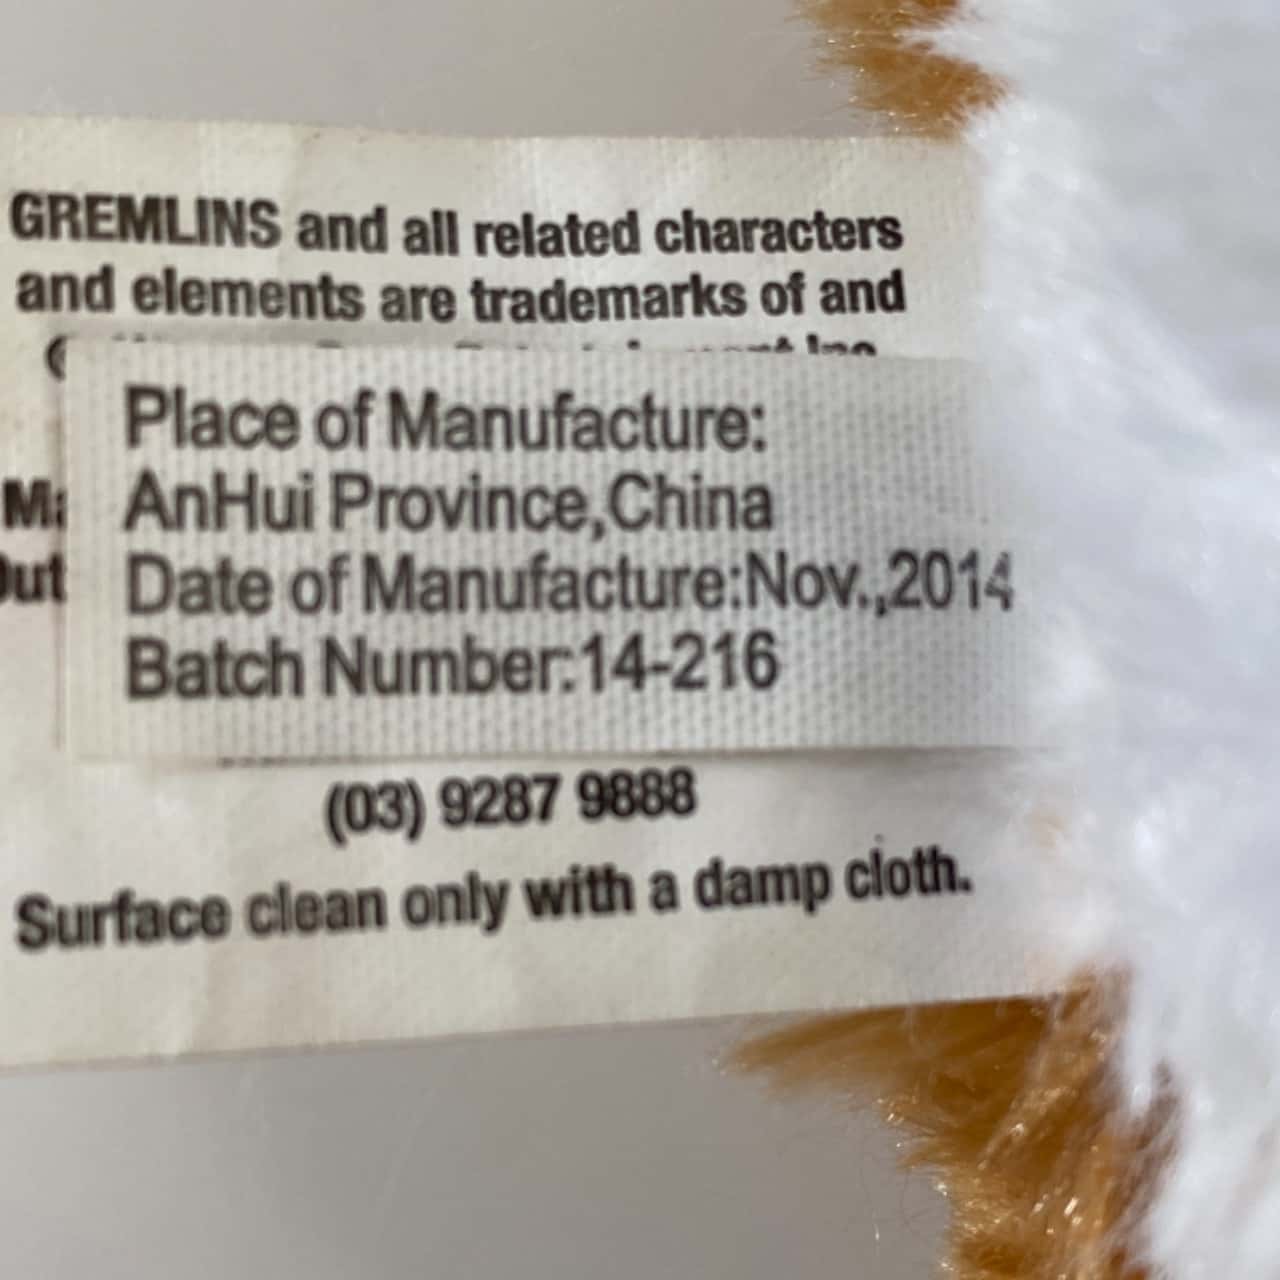 GREMLINS and all related characters
and elements are trademarks of and
Place of Manufacture:
AnHui Province,China
Date of Manufacture:Nov.,2014
Batch Number:14-216
(03) 9287 9888
Surface clean only with a damp cloth.